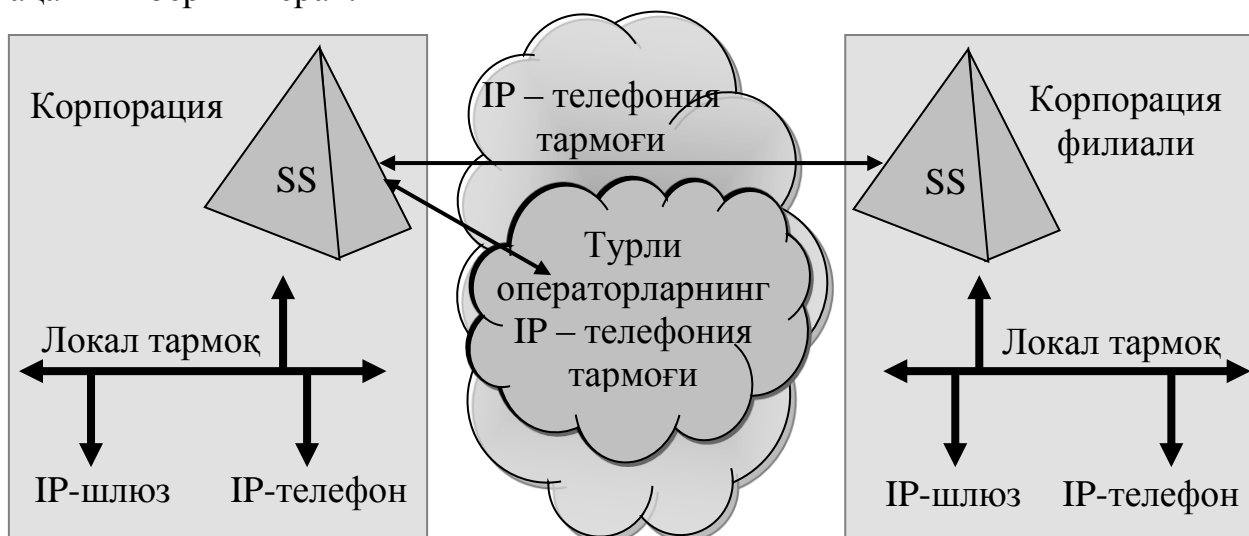 Корпорация
SS
Локал тармоқ
IP-шлюз IP-телефон
IP – телефония
тармоғи
Турли
операторларнинг
IP – телефония
тармоғи
Корпорация
филиали
SS
Локал тармоқ
IP-шлюз IP-телефон